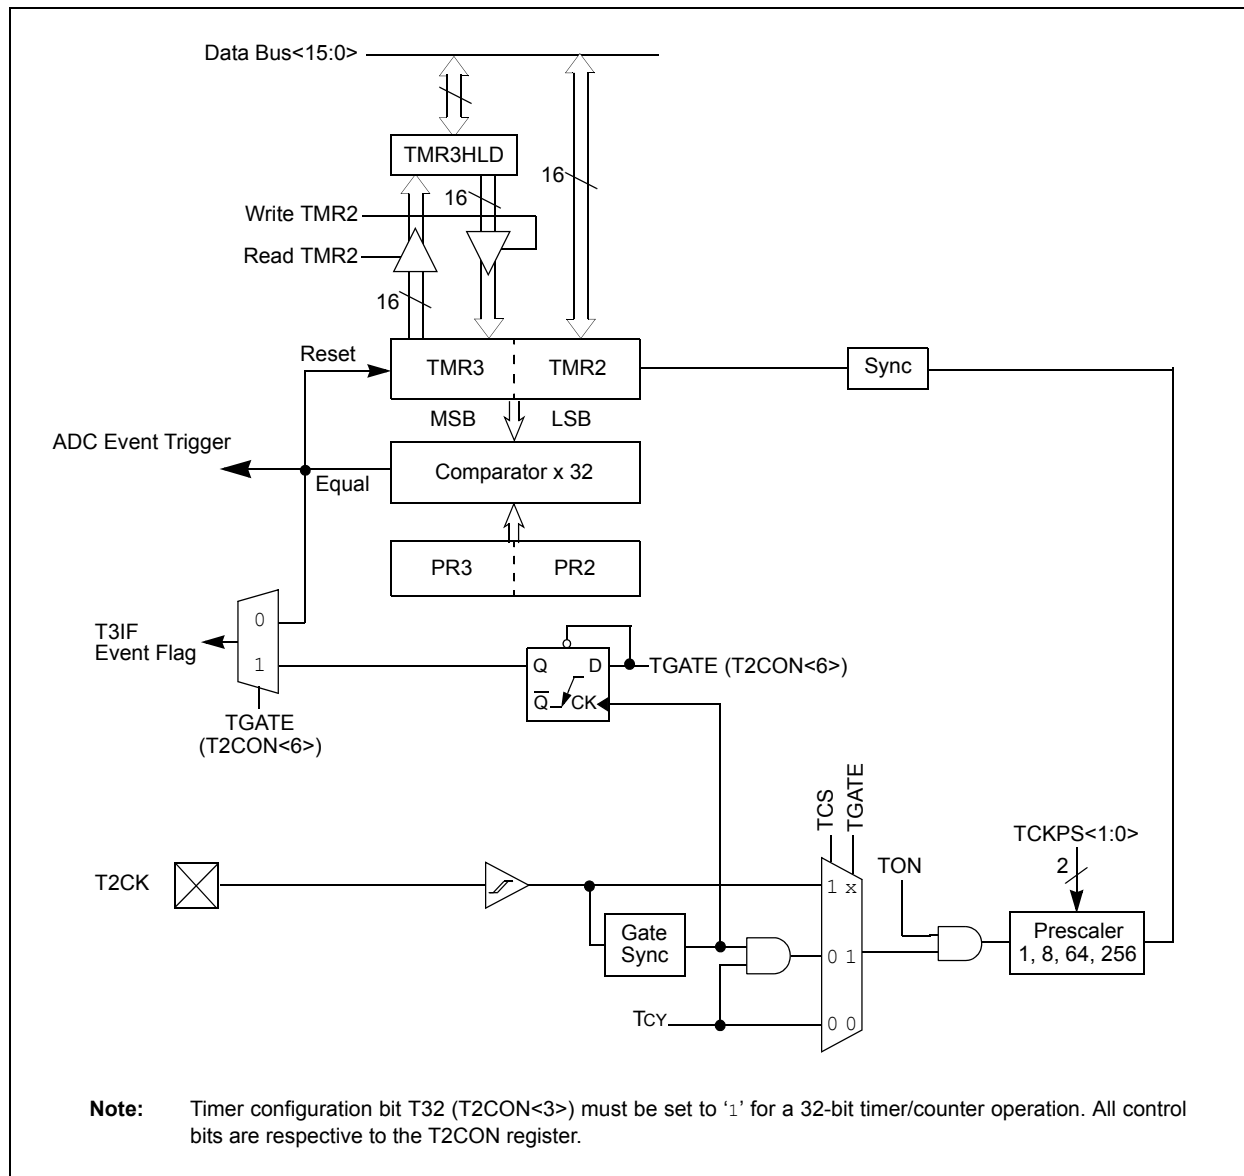 Data Bus<15:0>
TMR3HLD
16
16
Write TMR2
Read TMR2
16
Reset
TMR3
TMR2
Sync
MSB
LSB
ADC Event Trigger
Equal
Comparator x 32
PR3
PR2
0
T3IF
Event Flag
1
Q
D
TGATE (T2CON<6>)
Q
CK
TGATE
(T2CON<6>)
TCS
TGATE
TCKPS<1:0>
2
TON
T2CK
1 x
Gate
Sync
0 1
Prescaler
1, 8, 64, 256
TCY
0 0
Note: Timer configuration bit T32 (T2CON<3>) must be set to ‘1’ for a 32-bit timer/counter operation. All control
bits are respective to the T2CON register.